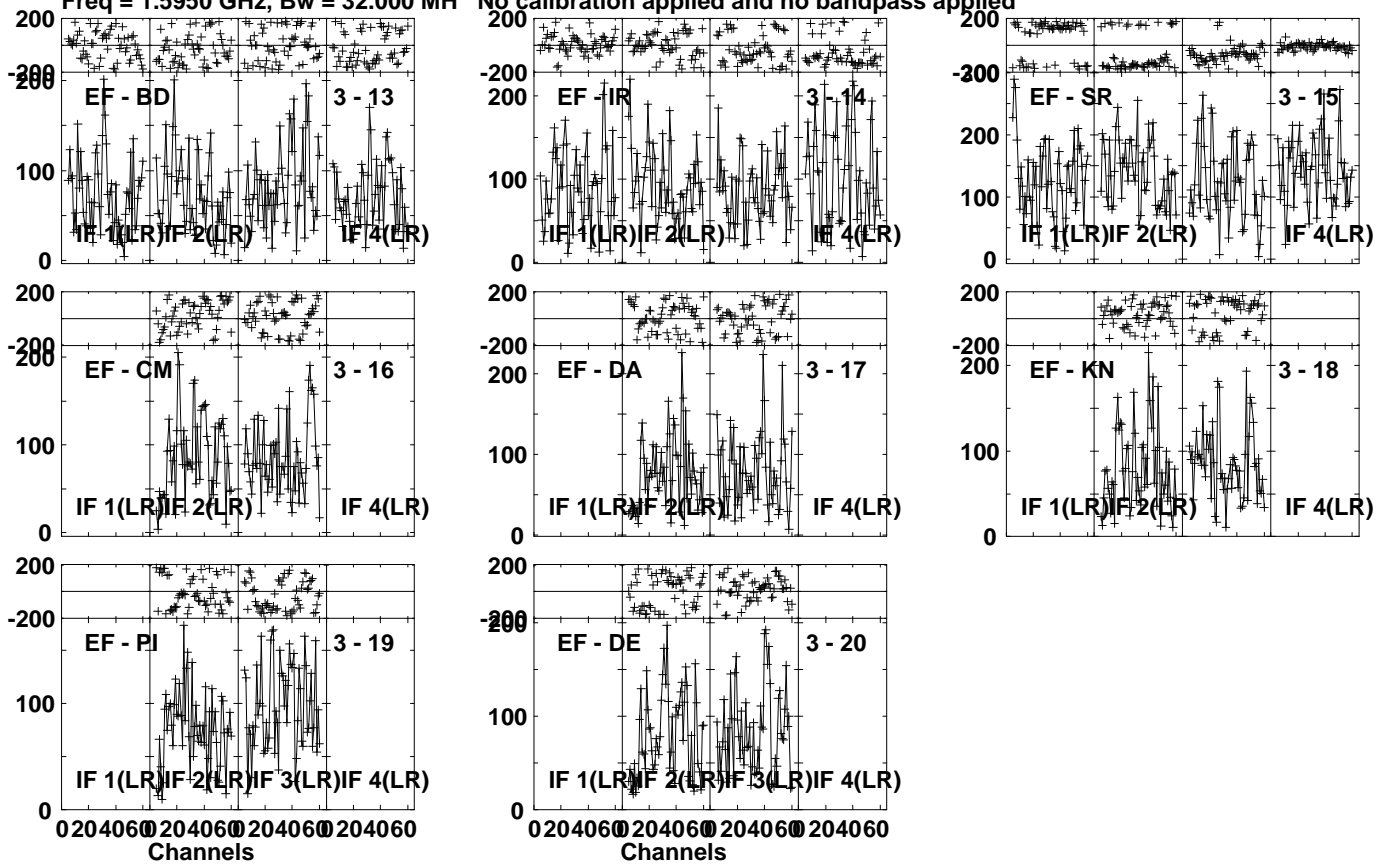 Freq = 1.5950 GHz, Bw = 32.000 MH No calibration applied and no bandpass applied
200 200 200
-200 -200 -200
200 200 300
EF - BD 3 - 13 EF - IR 3 - 14 EF - SR 3 - 15
200
100 100 100
IF 1(LR) IF 2(LR) IF 4(LR) IF 1(LR) IF 2(LR) IF 4(LR) IF 1(LR) IF 2(LR) IF 4(LR)
0 0 0
200 200 200
-200 -200 -200
200 200 200
EF - CM 3 - 16 EF - DA 3 - 17 EF - KN 3 - 18
100 100 100
IF 1(LR) IF 2(LR) IF 4(LR) IF 1(LR) IF 2(LR) IF 4(LR) IF 1(LR) IF 2(LR) IF 4(LR)
0 0 0
200 200
-200 -200
200
EF - PI 3 - 19 EF - DE 3 - 20
100 100
IF 1(LR) IF 2(LR) IF 3(LR) IF 4(LR) IF 1(LR) IF 2(LR) IF 3(LR) IF 4(LR)
0 0
0 20 40 60 0 20 40 60 0 20 40 60 0 20 40 60 0 20 40 60 0 20 40 60 0 20 40 60 0 20 40 60
Channels Channels